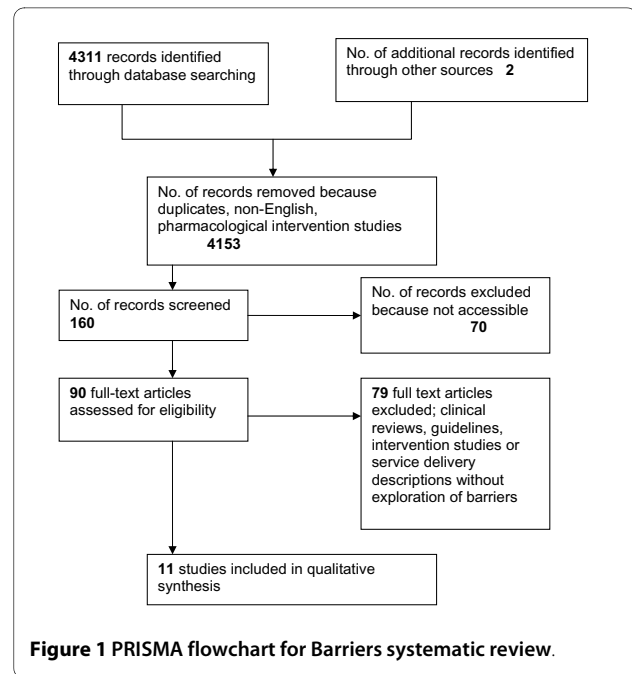 4311 records identified
through database searching
No. of additional records identified
through other sources 2
No. of records removed because
duplicates, non-English,
pharmacological intervention studies
4153
No. of records screened
160
No. of records excluded
because not accessible
70
90 full-text articles
assessed for eligibility
79 full text articles
excluded; clinical
reviews, guidelines,
intervention studies or
service delivery
descriptions without
exploration of barriers
11 studies included in qualitative
synthesis
Figure 1 PRISMA flowchart for Barriers systematic review.